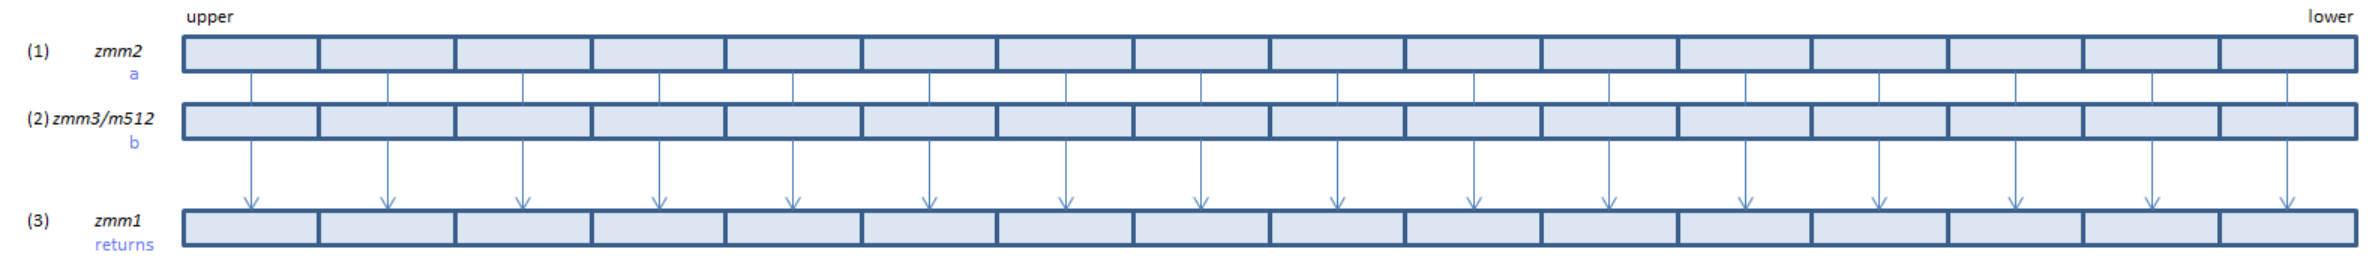 upper lower
(1) zmm2
a
(2) zmm3/m512
b
(3) zmm1
returns